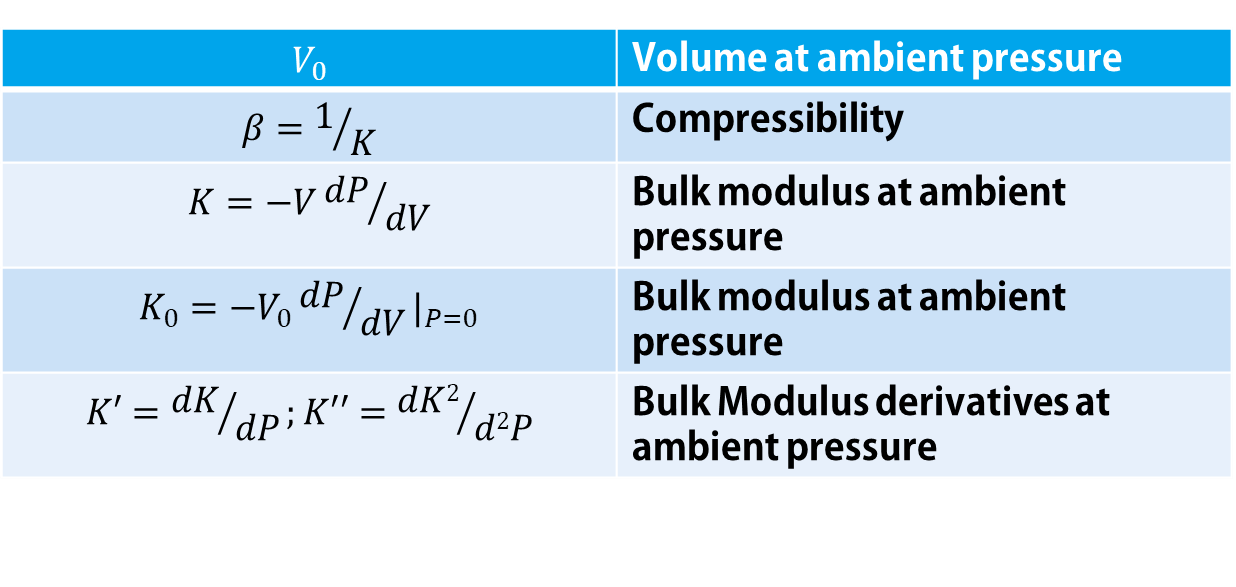 V₀ Volume at ambient pressure
β = 1/K Compressibility
K = −V dP/dV Bulk modulus at ambient
pressure
K₀ = −V₀ dP/dV |P=0 Bulk modulus at ambient
pressure
K′ = dK/dP ; K′′ = dK²/d²P Bulk Modulus derivatives at
ambient pressure